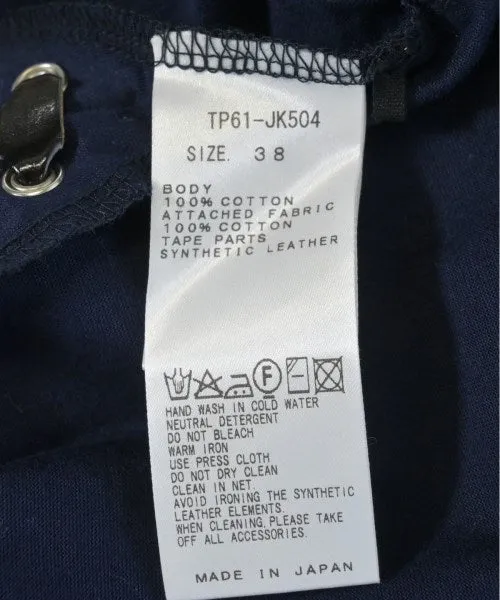 TP61-JK504
SIZE. 38
BODY
100% COTTON
ATTACHED FABRIC
100% COTTON
TAPE PARTS
SYNTHETIC LEATHER
F
HAND WASH IN COLD WATER
NEUTRAL DETERGENT
DO NOT BLEACH
WARM IRON
USE PRESS CLOTH
DO NOT DRY CLEAN
CLEAN IN NET.
AVOID IRONING THE SYNTHETIC
LEATHER ELEMENTS.
WHEN CLEANING, PLEASE TAKE
OFF ALL ACCESSORIES.
MADE IN JAPAN